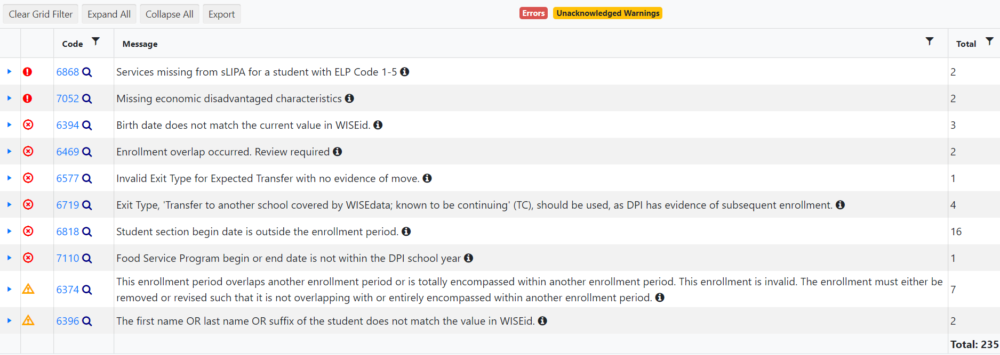 Clear Grid Filter Expand All Collapse All Export Errors Unacknowledged Warnings
Code Message Total
6868 Services missing from sLIPA for a student with ELP Code 1-5 2
7052 Missing economic disadvantaged characteristics 2
6394 Birth date does not match the current value in WISEid. 3
6469 Enrollment overlap occurred. Review required 2
6577 Invalid Exit Type for Expected Transfer with no evidence of move. 1
6719 Exit Type, 'Transfer to another school covered by WISEdata; known to be continuing' (TC), should be used, as DPI has evidence of subsequent enrollment. 4
6818 Student section begin date is outside the enrollment period. 16
7110 Food Service Program begin or end date is not within the DPI school year 1
6374 This enrollment period overlaps another enrollment period or is totally encompassed within another enrollment period. This enrollment is invalid. The enrollment must either be
removed or revised such that it is not overlapping with or entirely encompassed within another enrollment period. 7
6396 The first name OR last name OR suffix of the student does not match the value in WISEid. 2
Total: 235